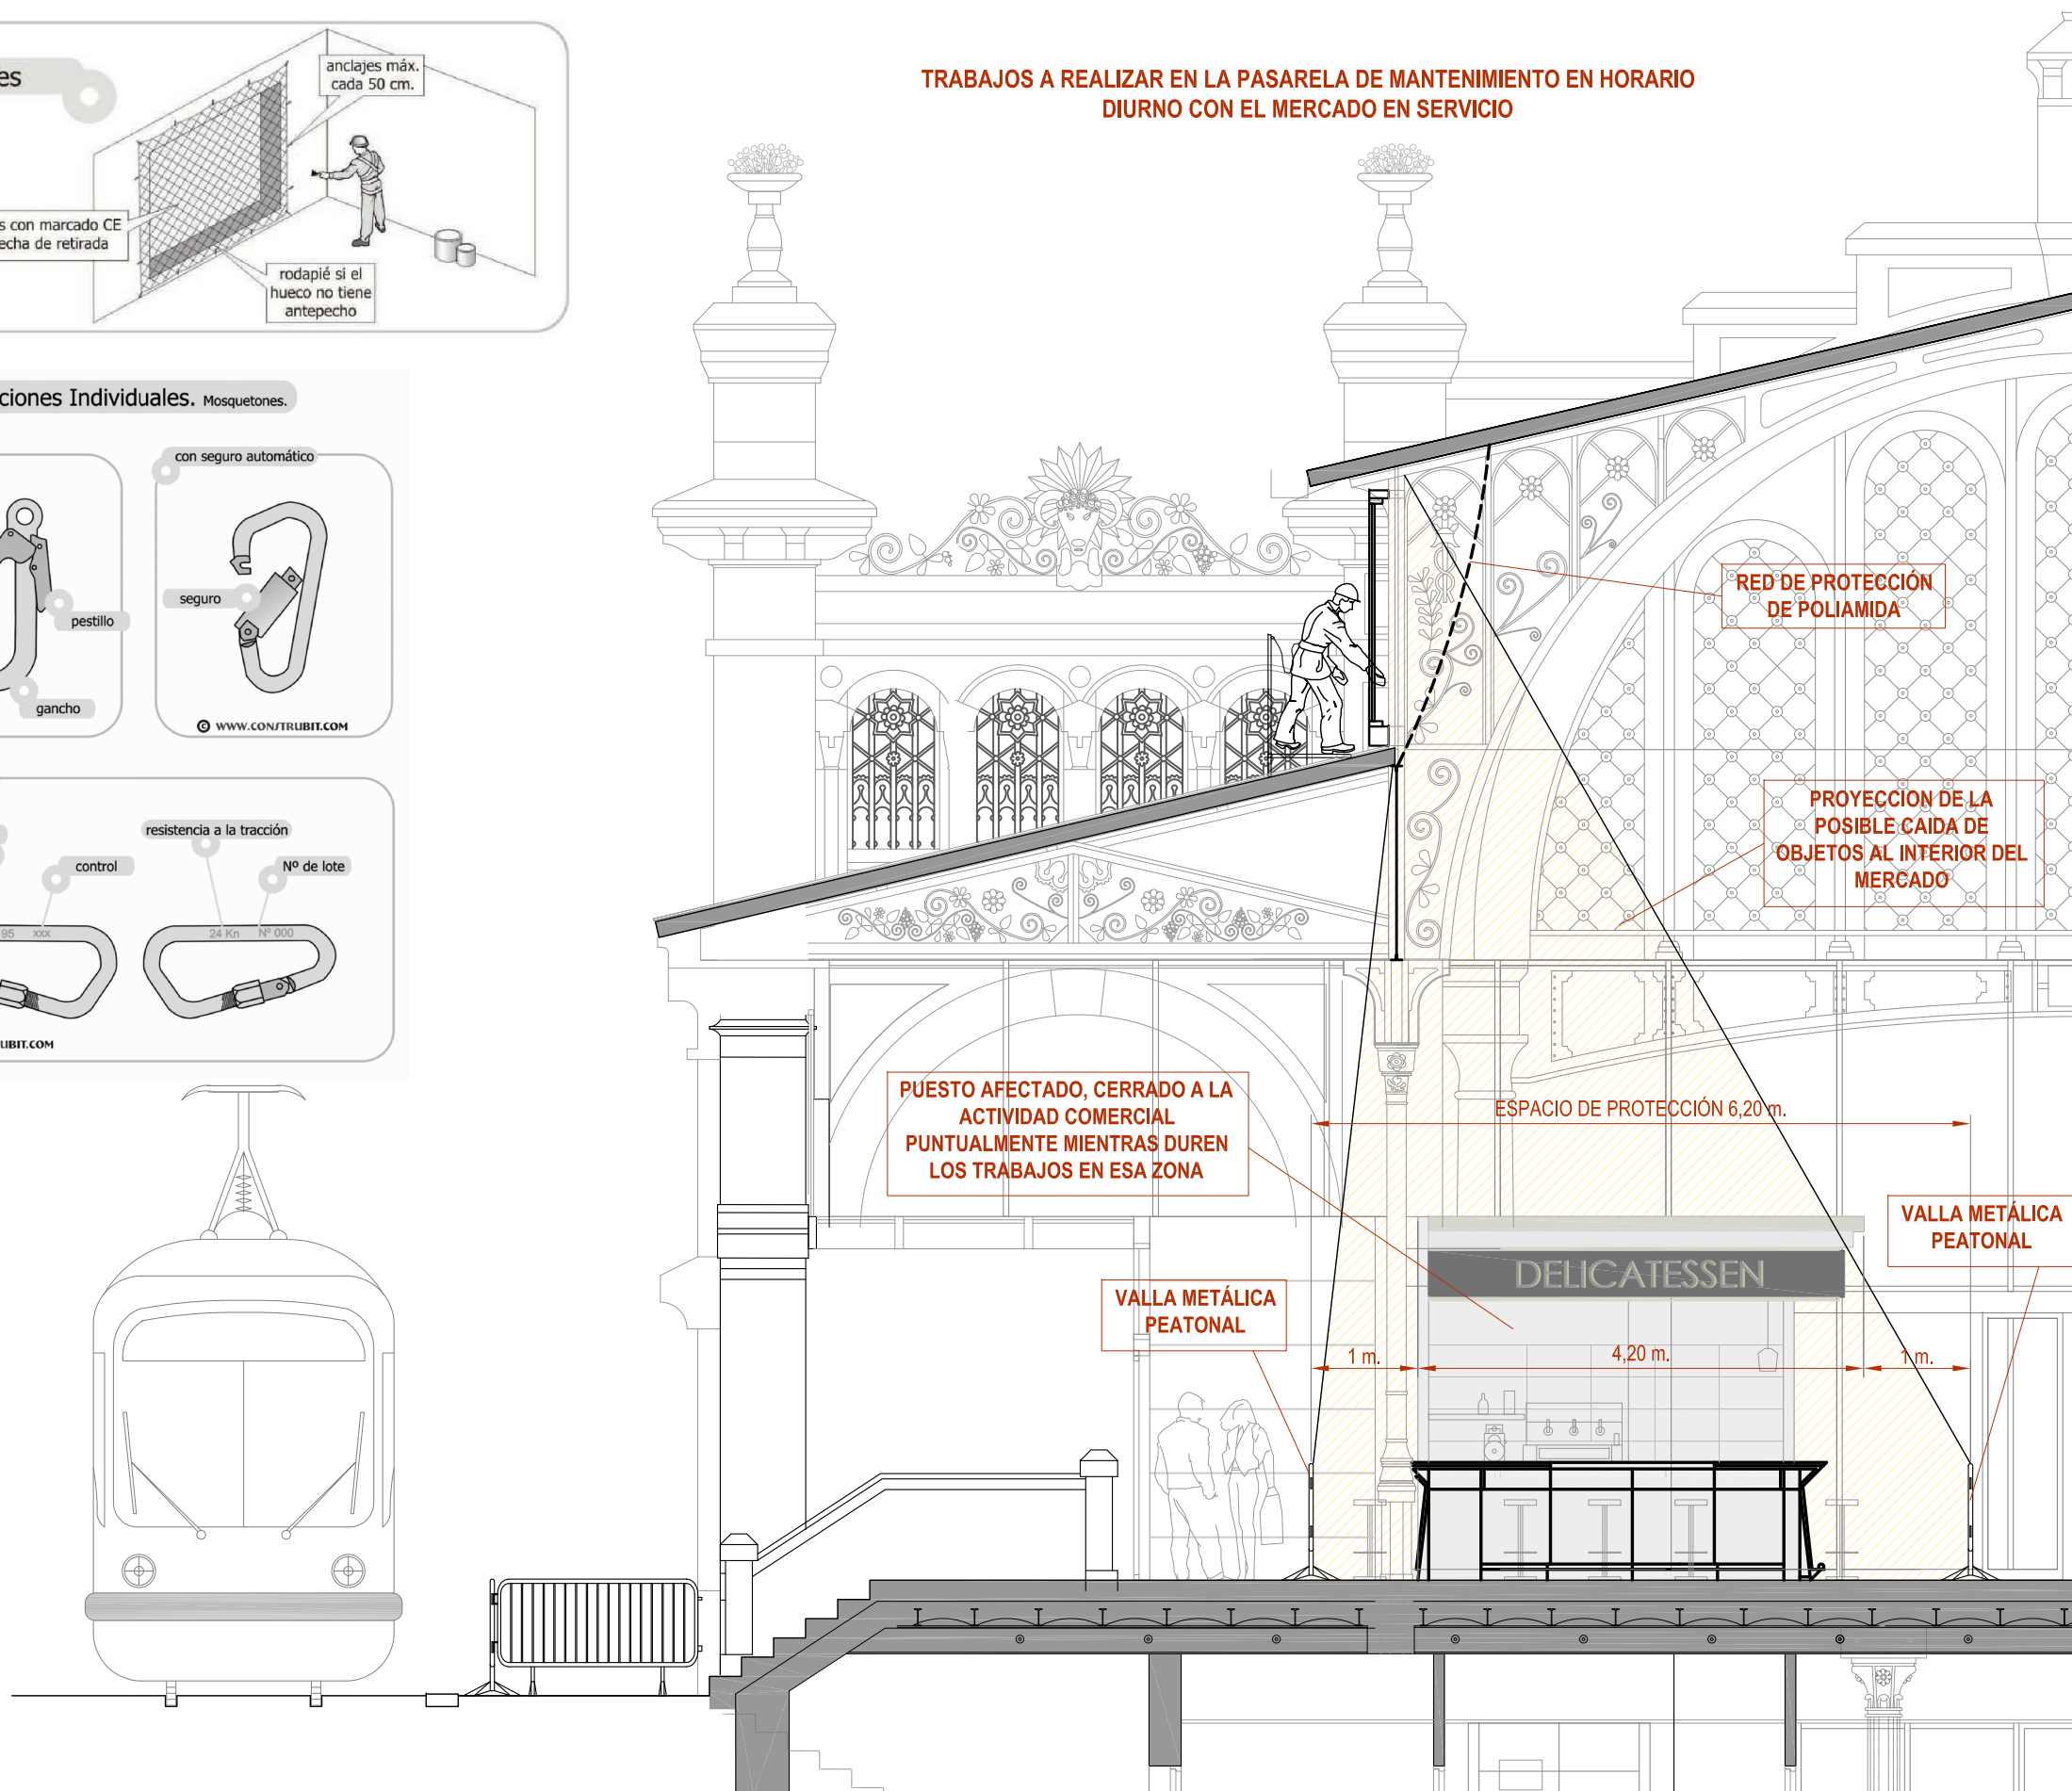 es
anclajes máx.
cada 50 cm.
s con marcado CE
echa de retirada
rodapié si el
hueco no tiene
antepecho
ciones Individuales. Mosquetones.
con seguro automático
seguro
pestillo
gancho
© WWW.CONSTRUBIT.COM
resistencia a la tracción
control
Nº de lote
95 xxx
24 Kn Nº 000
UBIT.COM
TRABAJOS A REALIZAR EN LA PASARELA DE MANTENIMIENTO EN HORARIO
DIURNO CON EL MERCADO EN SERVICIO
RED DE PROTECCIÓN
DE POLIAMIDA
PROYECCION DE LA
POSIBLE CAIDA DE
OBJETOS AL INTERIOR DEL
MERCADO
PUESTO AFECTADO, CERRADO A LA
ACTIVIDAD COMERCIAL
PUNTUALMENTE MIENTRAS DUREN
LOS TRABAJOS EN ESA ZONA
ESPACIO DE PROTECCIÓN 6,20 m.
VALLA METÁLICA
PEATONAL
DELICATESSEN
VALLA METÁLICA
PEATONAL
1 m.
4,20 m.
1 m.